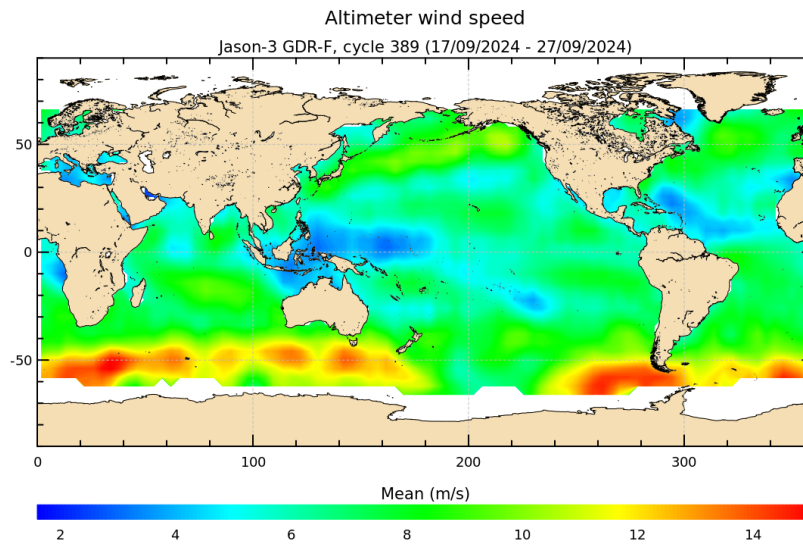 Altimeter wind speed
Jason-3 GDR-F, cycle 389 (17/09/2024 - 27/09/2024)
50
0
-50
0 100 200 300
Mean (m/s)
2 4 6 8 10 12 14